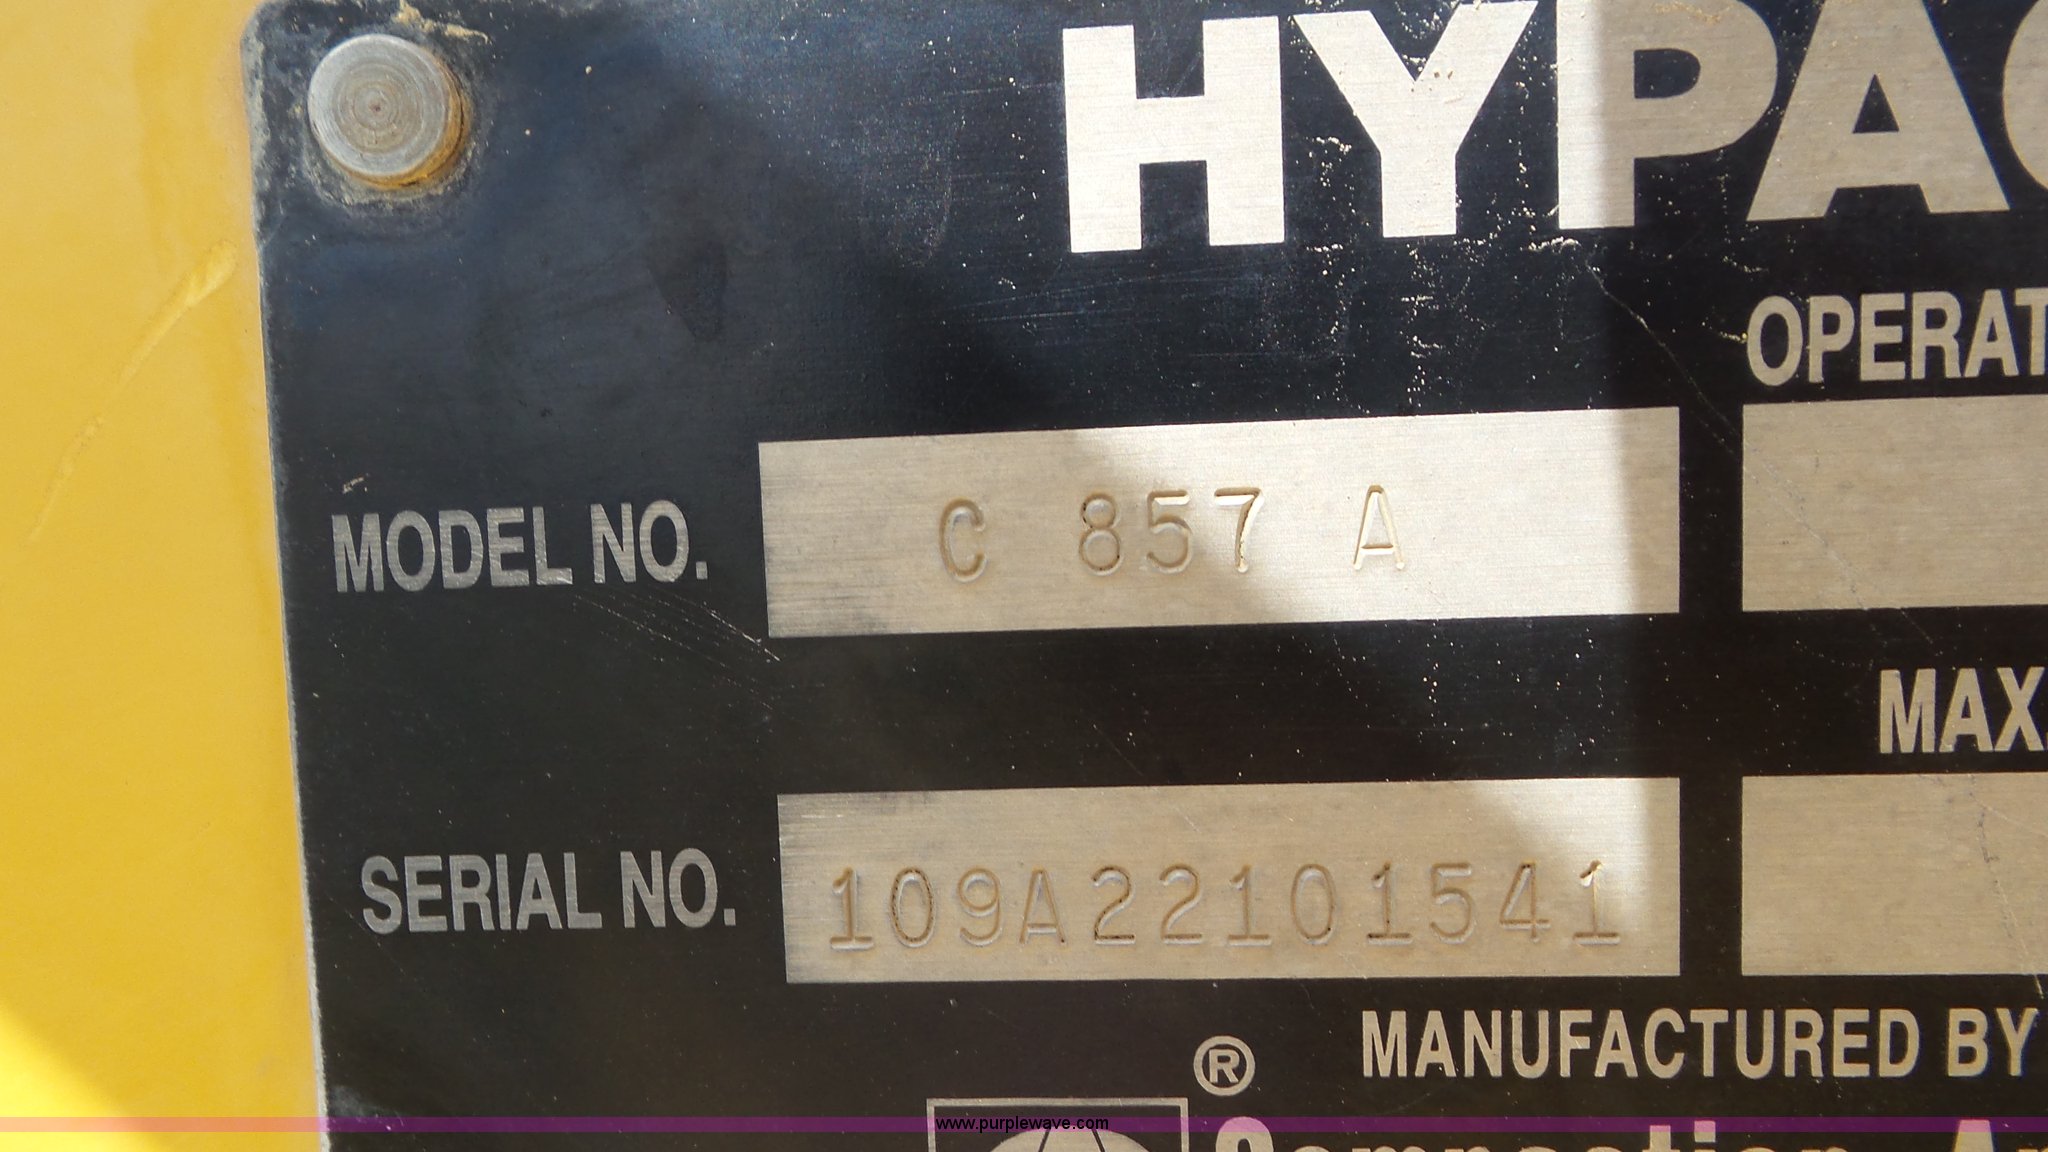 HYPAC
OPERAT
MODEL NO. C 857 A
MAX.
SERIAL NO. 109A22101541
MANUFACTURED BY
®
www.purplewave.com